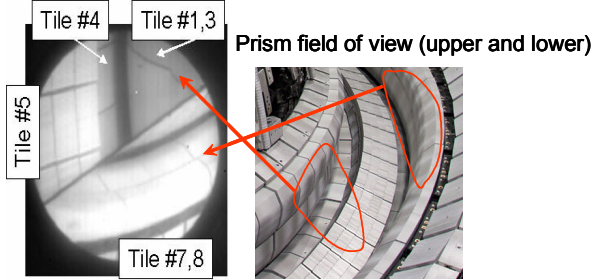 Tile #4
Tile #1,3
Prism field of view (upper and lower)
Tile #5
Tile #7,8